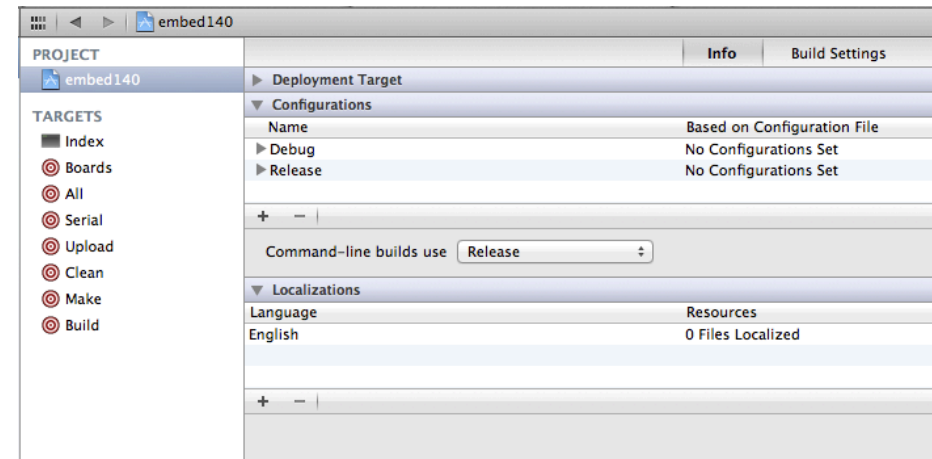 embed140
PROJECT
embed140
TARGETS
Index
Boards
All
Serial
Upload
Clean
Make
Build
Info Build Settings
Deployment Target
Configurations
Name Based on Configuration File
Debug No Configurations Set
Release No Configurations Set
+ −
Command-line builds use Release
Localizations
Language Resources
English 0 Files Localized
+ −